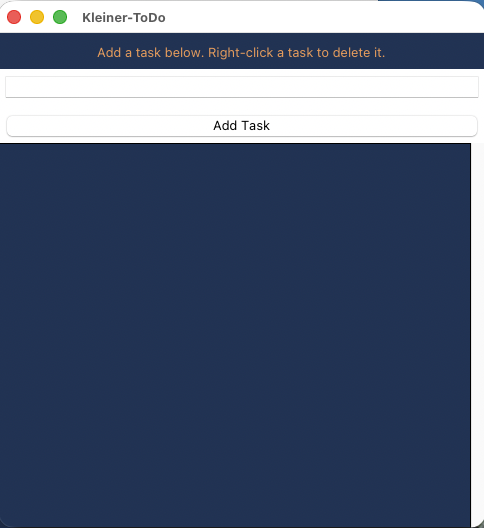 Kleiner-ToDo
Add a task below. Right-click a task to delete it.
Add Task